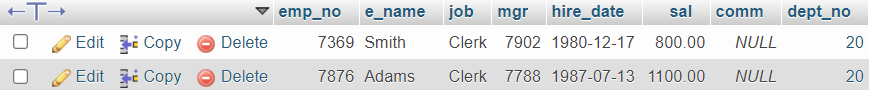 emp_no e_name job mgr hire_date sal comm dept_no
Edit Copy Delete 7369 Smith Clerk 7902 1980-12-17 800.00 NULL 20
Edit Copy Delete 7876 Adams Clerk 7788 1987-07-13 1100.00 NULL 20